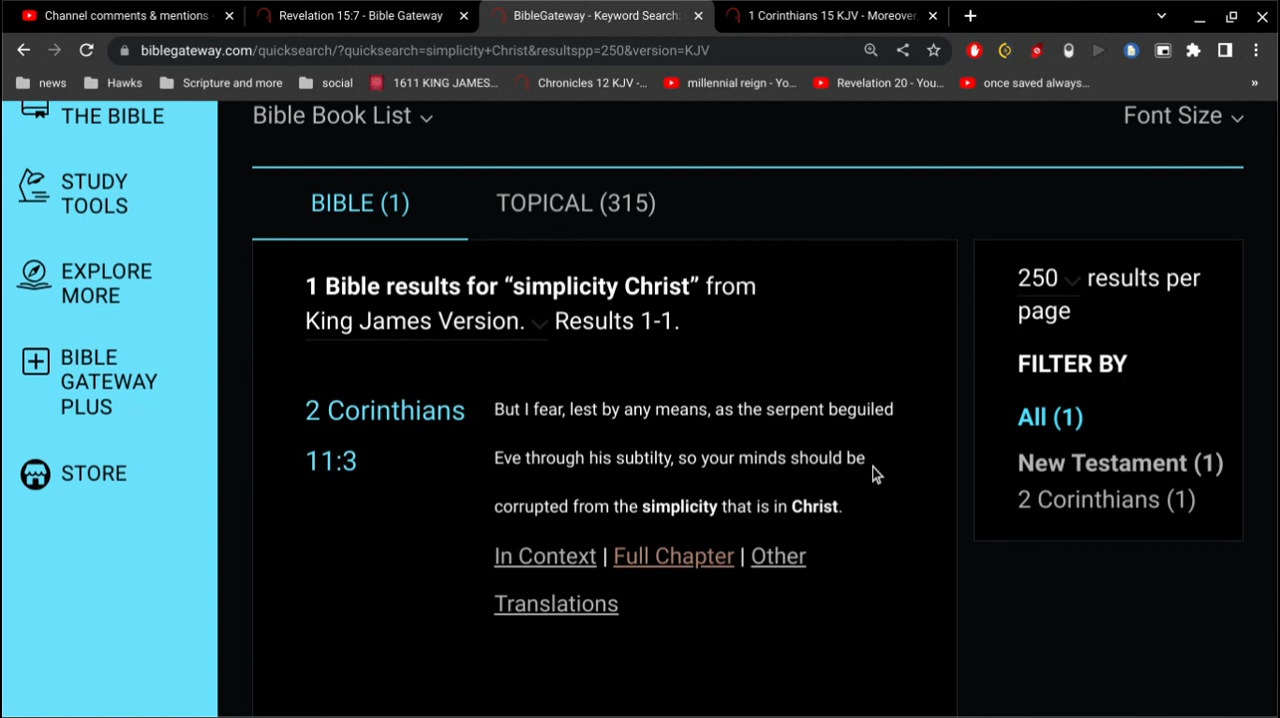 Channel comments & mentions -
Revelation 15:7 - Bible Gateway
BibleGateway - Keyword Search:
1 Corinthians 15 KJV - Moreover,
biblegateway.com/quicksearch/?quicksearch=simplicity+Christ&resultspp=250&version=KJV
news
Hawks
Scripture and more
social
1611 KING JAMES...
Chronicles 12 KJV -...
millennial reign - Yo...
Revelation 20 - You...
once saved always...
»
THE BIBLE
STUDY
TOOLS
EXPLORE
MORE
BIBLE
GATEWAY
PLUS
STORE
Bible Book List
Font Size
BIBLE (1)
TOPICAL (315)
1 Bible results for “simplicity Christ” from
King James Version. Results 1-1.
2 Corinthians
11:3
But I fear, lest by any means, as the serpent beguiled
Eve through his subtilty, so your minds should be
corrupted from the simplicity that is in Christ.
In Context | Full Chapter | Other
Translations
250 results per
page
FILTER BY
All (1)
New Testament (1)
2 Corinthians (1)